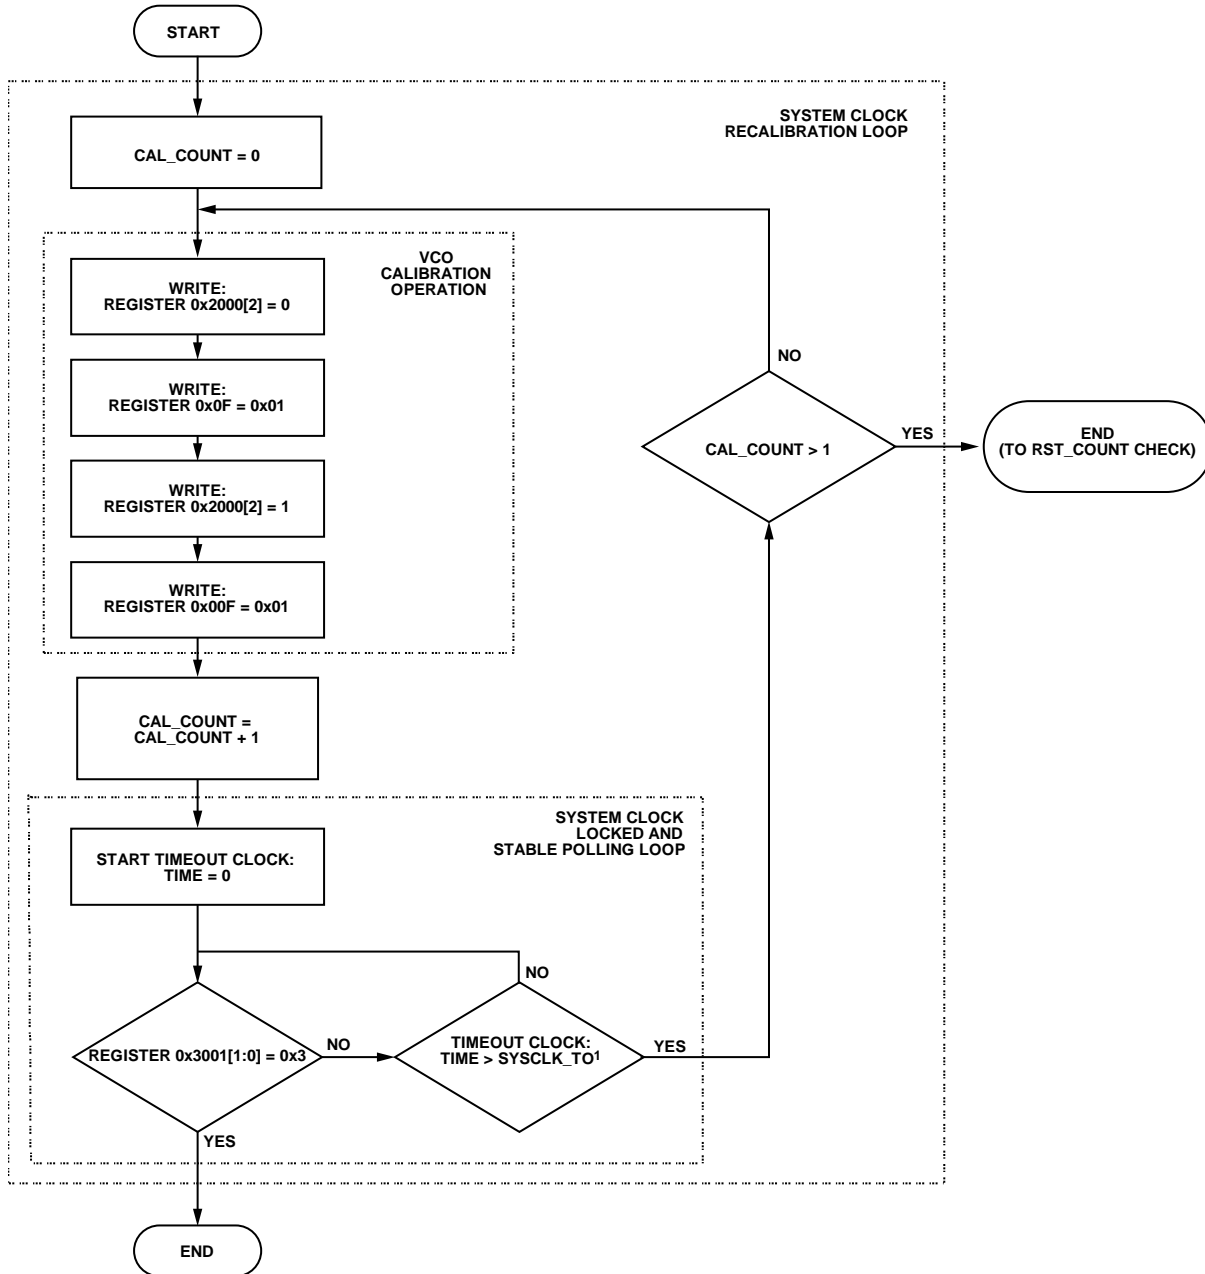 START
SYSTEM CLOCK
RECALIBRATION LOOP
CAL_COUNT = 0
VCO
CALIBRATION
OPERATION
WRITE:
REGISTER 0x2000[2] = 0
WRITE:
REGISTER 0x0F = 0x01
WRITE:
REGISTER 0x2000[2] = 1
WRITE:
REGISTER 0x00F = 0x01
NO
CAL_COUNT > 1
YES
END
(TO RST_COUNT CHECK)
CAL_COUNT =
CAL_COUNT + 1
SYSTEM CLOCK
LOCKED AND
STABLE POLLING LOOP
START TIMEOUT CLOCK:
TIME = 0
NO
REGISTER 0x3001[1:0] = 0x3
NO
TIMEOUT CLOCK:
TIME > SYSCLK_TO¹
YES
YES
END